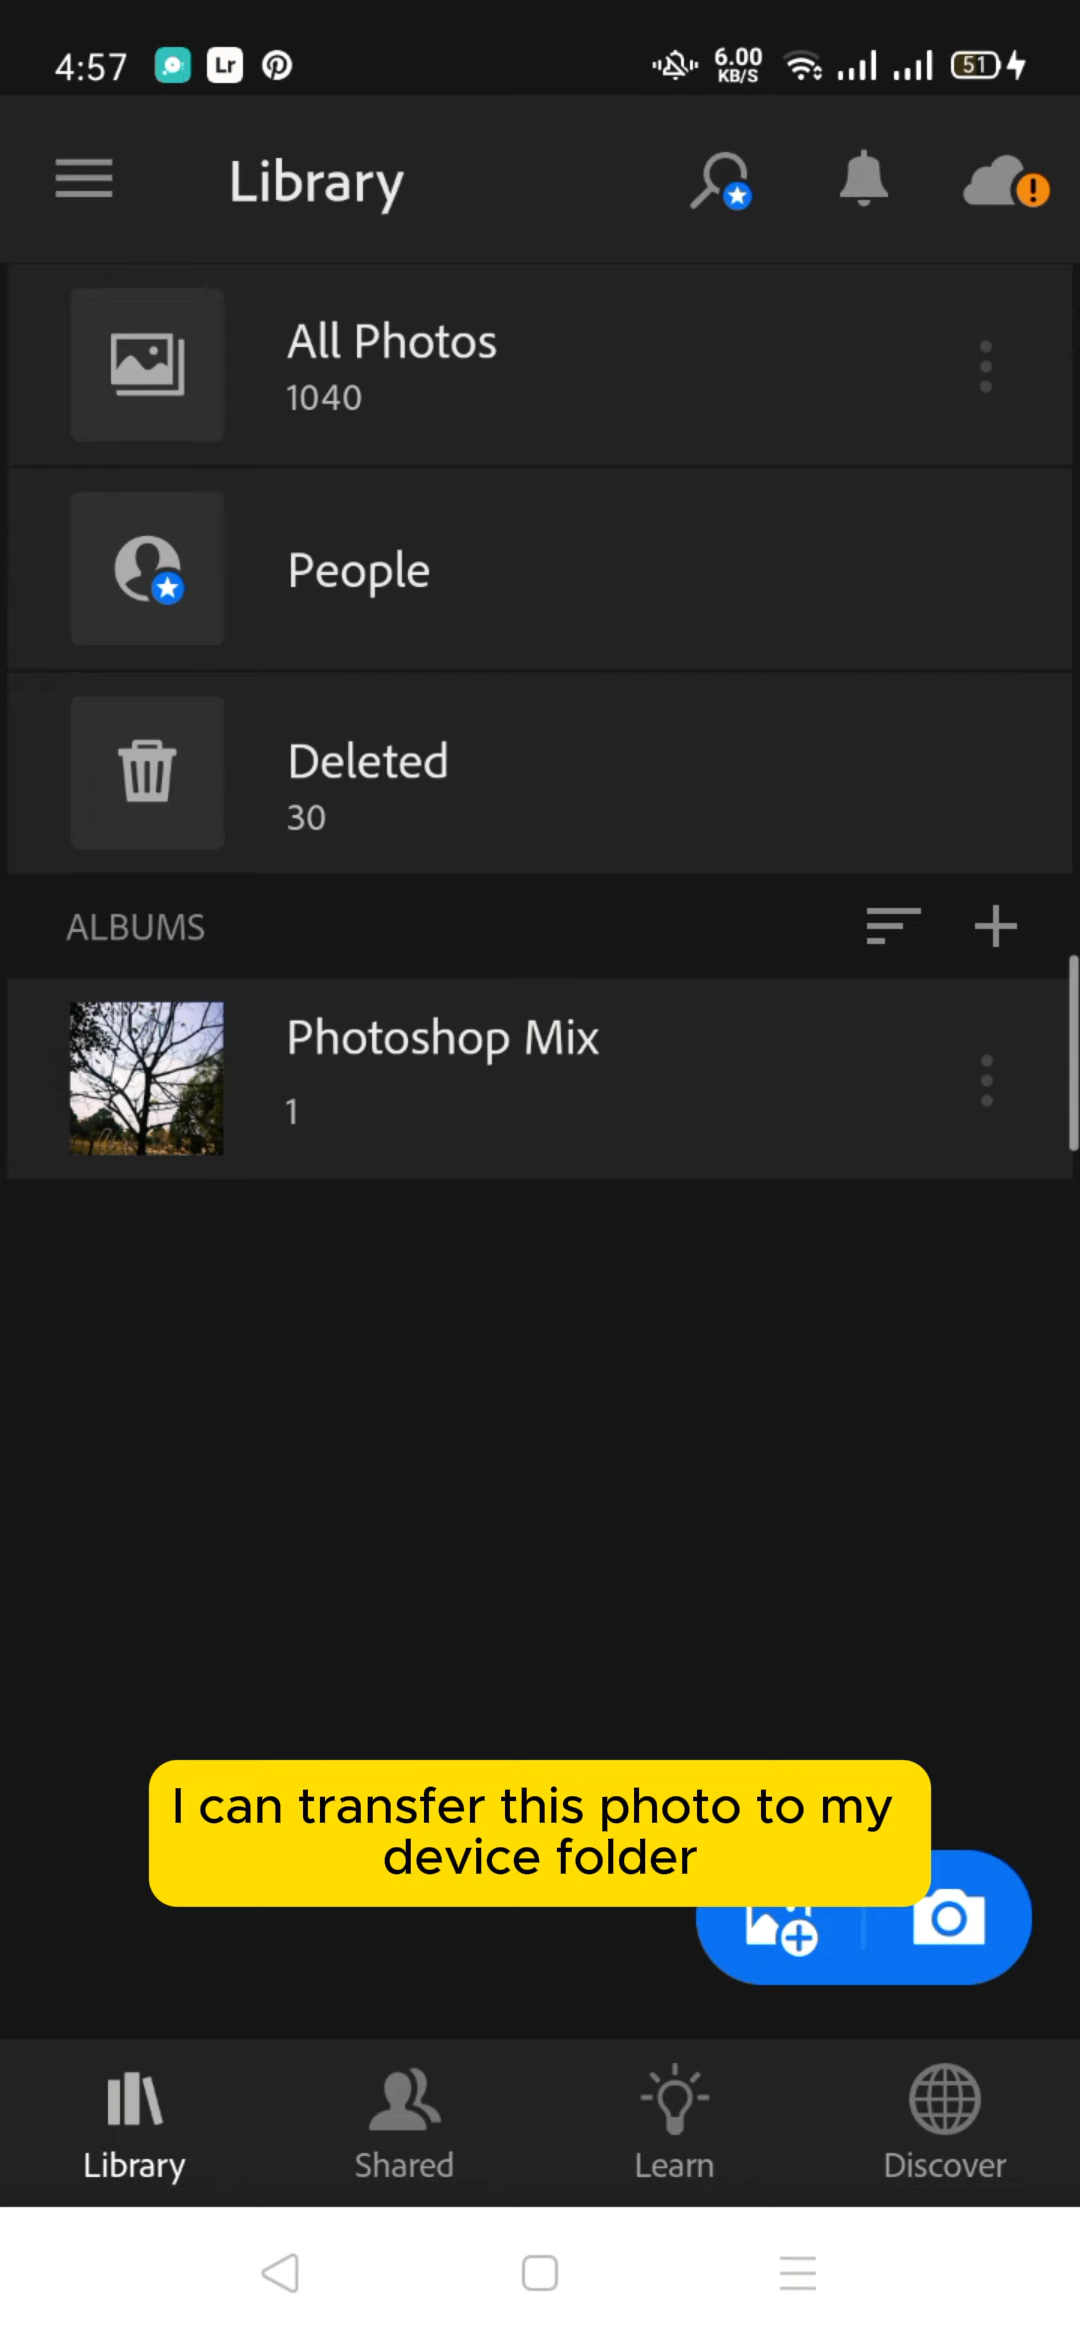 4:57
Lr
6.00
KB/S
51
Library
All Photos
1040
People
Deleted
30
ALBUMS
Photoshop Mix
1
I can transfer this photo to my
device folder
Library
Shared
Learn
Discover